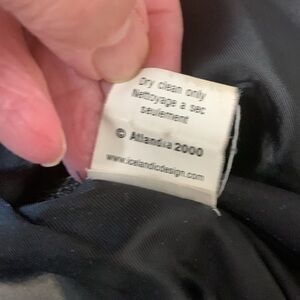 Dry clean only
Nettoyage a sec
seulement
© Atlandia 2000
www.icelandicdesign.com